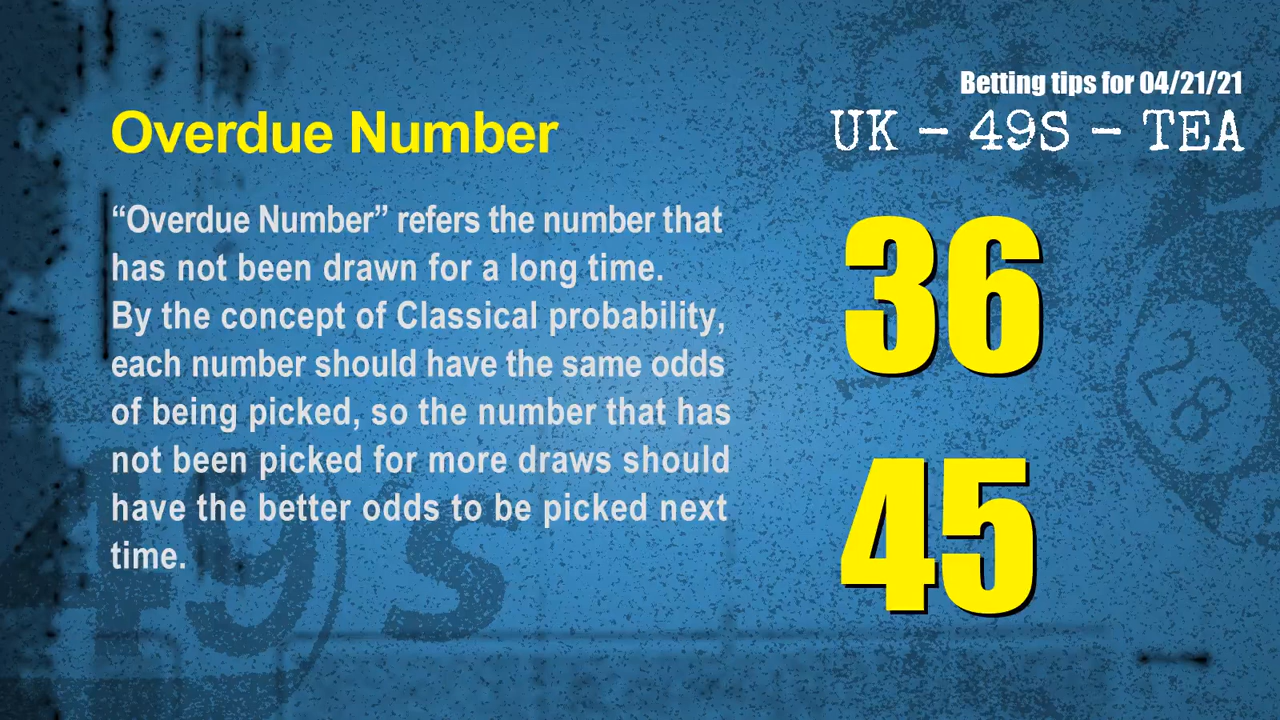 Betting tips for 04/21/21
UK - 49S - TEA
Overdue Number
“Overdue Number” refers the number that
has not been drawn for a long time.
By the concept of Classical probability,
each number should have the same odds
of being picked, so the number that has
not been picked for more draws should
have the better odds to be picked next
time.
36
45
28
49's